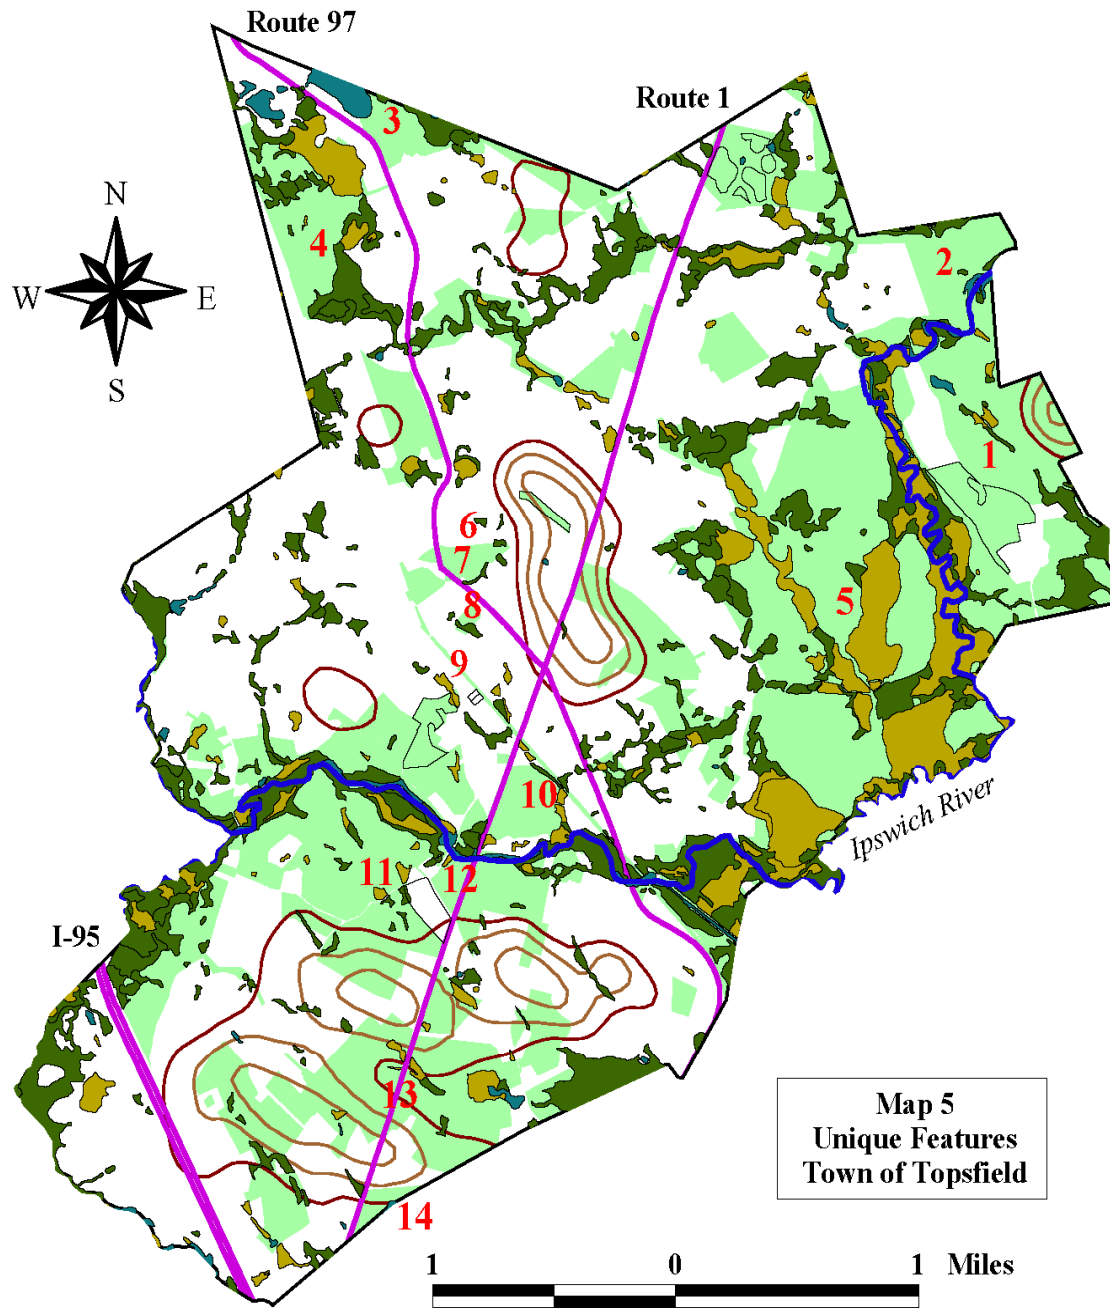 Route 97
Route 1
3
N
4
2
W
E
S
1
6
7
5
8
9
10
Ipswich River
11
12
I-95
13
Map 5
Unique Features
Town of Topsfield
14
1 0 1 Miles